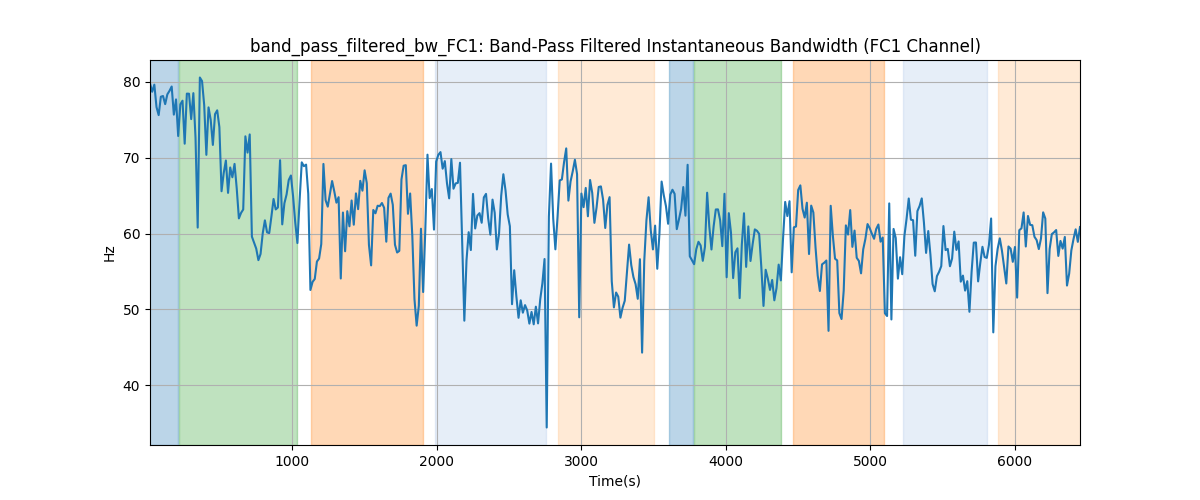 band_pass_filtered_bw_FC1: Band-Pass Filtered Instantaneous Bandwidth (FC1 Channel)
80
70
60
50
40
Hz
1000 2000 3000 4000 5000 6000
Time(s)